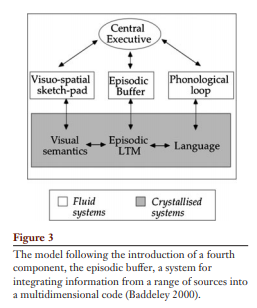 Central
Executive
Visuo-spatial Episodic Phonological
sketch-pad Buffer loop
Visual Episodic Language
semantics LTM
Fluid Crystallised
systems systems
Figure 3
The model following the introduction of a fourth
component, the episodic buffer, a system for
integrating information from a range of sources into
a multidimensional code (Baddeley 2000).